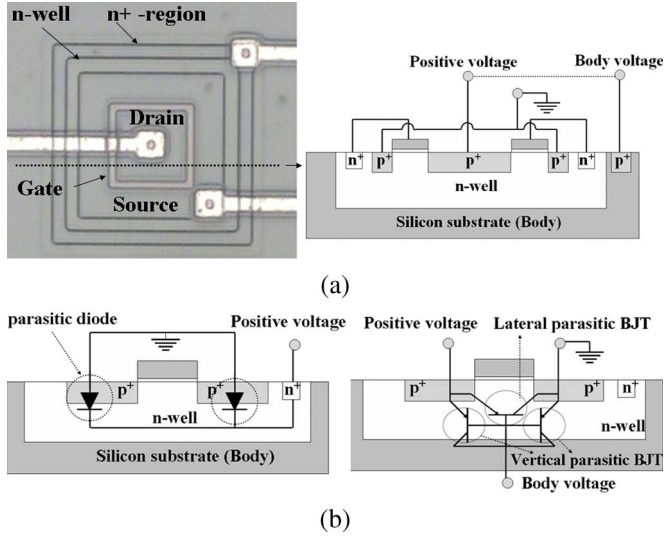 n-well
n+ -region
Drain
Gate
Source
Positive voltage
Body voltage
n+
p+
p+
p+
n+
p+
n-well
Silicon substrate (Body)
(a)
parasitic diode
Positive voltage
p+
p+
n+
n-well
Silicon substrate (Body)
Positive voltage
Lateral parasitic BJT
p+
p+
n+
n-well
Vertical parasitic BJT
Body voltage
(b)